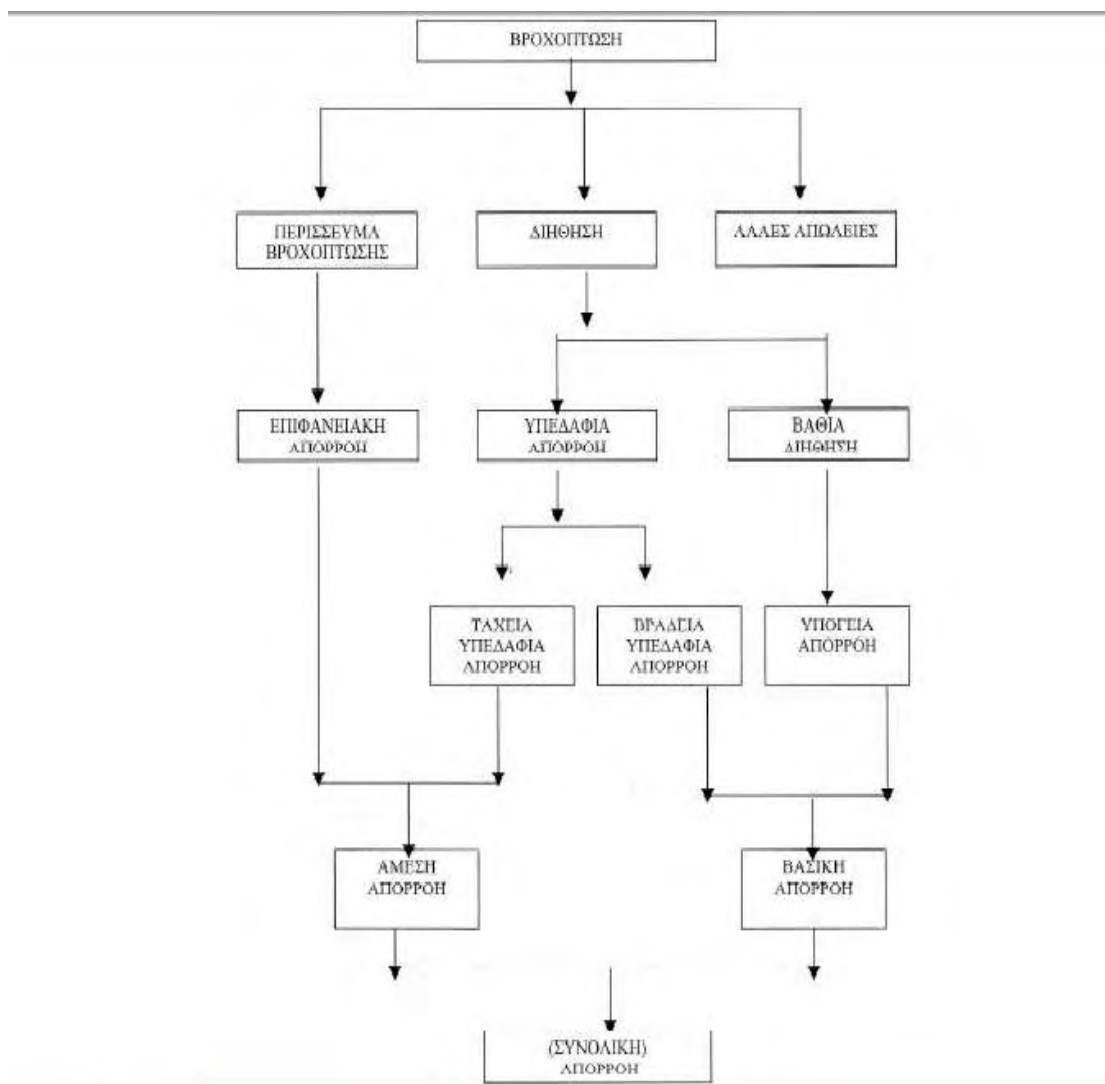 ΒΡΟΧΟΠΤΩΣΗ
ΠΕΡΙΣΣΕΥΜΑ
ΒΡΟΧΟΠΤΩΣΗΣ
ΔΙΗΘΗΣΗ
ΑΛΛΕΣ ΑΠΩΛΕΙΕΣ
ΕΠΙΦΑΝΕΙΑΚΗ
ΑΠΟΡΡΟΗ
ΥΠΕΔΑΦΙΑ
ΑΠΟΡΡΟΗ
ΒΑΘΙΑ
ΔΙΗΘΗΣΗ
ΤΑΧΕΙΑ
ΥΠΕΔΑΦΙΑ
ΑΠΟΡΡΟΗ
ΒΡΑΔΕΙΑ
ΥΠΕΔΑΦΙΑ
ΑΠΟΡΡΟΗ
ΥΠΟΓΕΙΑ
ΑΠΟΡΡΟΗ
ΑΜΕΣΗ
ΑΠΟΡΡΟΗ
ΒΑΣΙΚΗ
ΑΠΟΡΡΟΗ
(ΣΥΝΟΛΙΚΗ)
ΑΠΟΡΡΟΗ